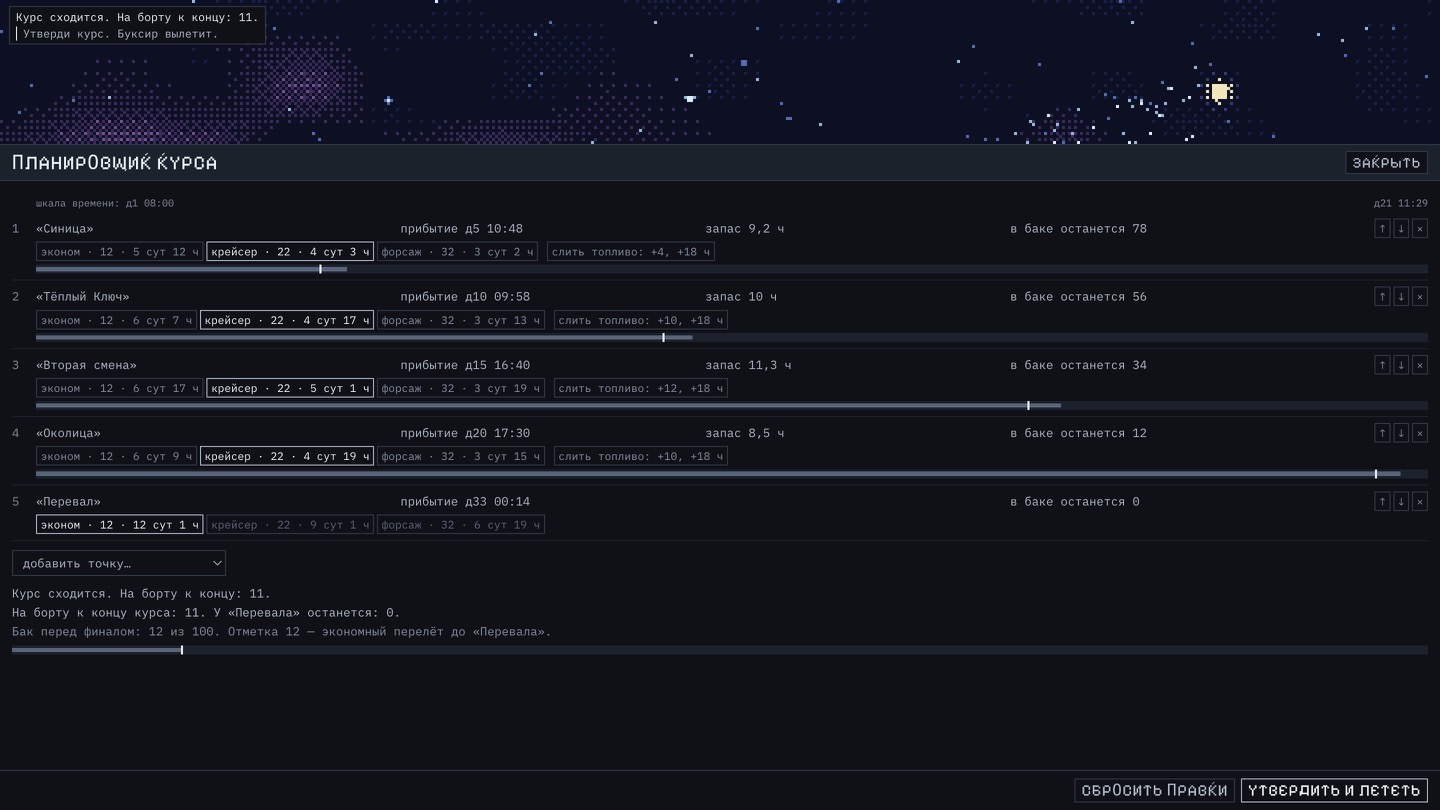 Курс сходится. На борту к концу: 11.
Утверди курс. Буксир вылетит.
Планировщик курса
Закрыть
шкала времени: д1 08:00 д21 11:29
1 «Синица» прибытие д5 10:48 запас 9,2 ч в баке останется 78 ↑ ↓ ×
эконом · 12 · 5 сут 12 ч крейсер · 22 · 4 сут 3 ч форсаж · 32 · 3 сут 2 ч слить топливо: +4, +18 ч
2 «Тёплый Ключ» прибытие д10 09:58 запас 10 ч в баке останется 56 ↑ ↓ ×
эконом · 12 · 6 сут 7 ч крейсер · 22 · 4 сут 17 ч форсаж · 32 · 3 сут 13 ч слить топливо: +10, +18 ч
3 «Вторая смена» прибытие д15 16:40 запас 11,3 ч в баке останется 34 ↑ ↓ ×
эконом · 12 · 6 сут 17 ч крейсер · 22 · 5 сут 1 ч форсаж · 32 · 3 сут 19 ч слить топливо: +12, +18 ч
4 «Околица» прибытие д20 17:30 запас 8,5 ч в баке останется 12 ↑ ↓ ×
эконом · 12 · 6 сут 9 ч крейсер · 22 · 4 сут 19 ч форсаж · 32 · 3 сут 15 ч слить топливо: +10, +18 ч
5 «Перевал» прибытие д33 00:14 в баке останется 0 ↑ ↓ ×
эконом · 12 · 12 сут 1 ч крейсер · 22 · 9 сут 1 ч форсаж · 32 · 6 сут 19 ч
добавить точку…
Курс сходится. На борту к концу: 11.
На борту к концу курса: 11. У «Перевала» останется: 0.
Бак перед финалом: 12 из 100. Отметка 12 — экономный перелёт до «Перевала».
Сбросить правки Утвердить и лететь